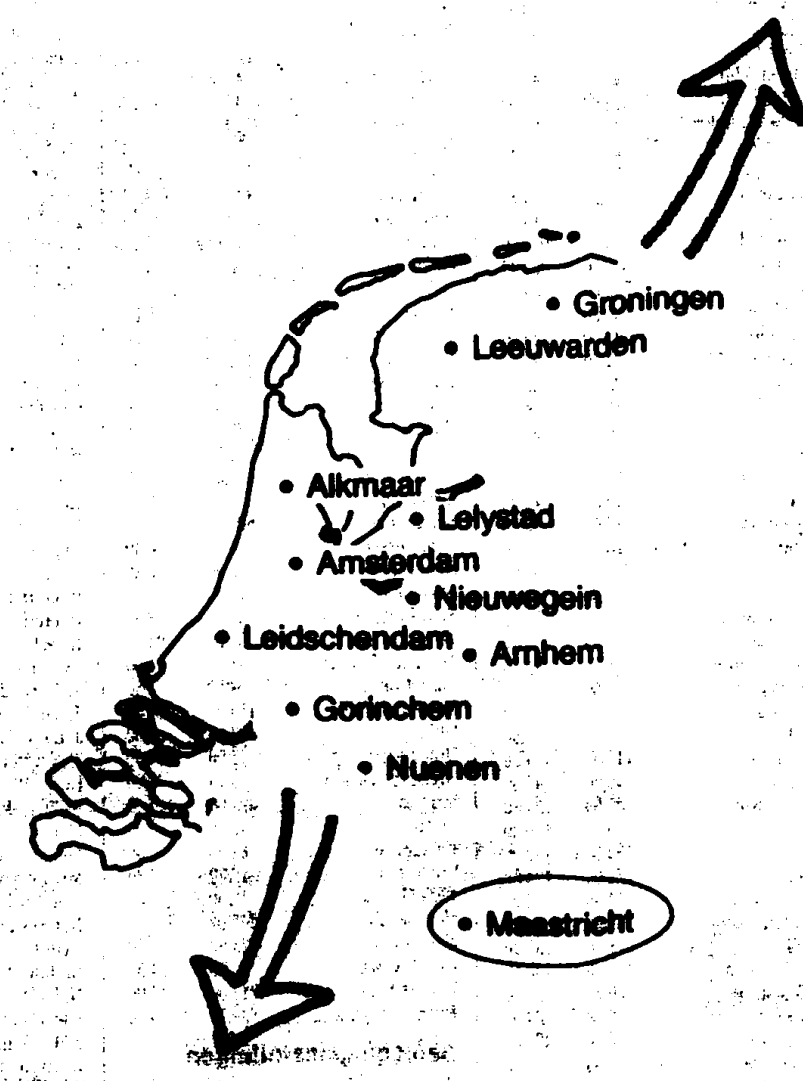 Groningen
Leeuwarden
Alkmaar
Lelystad
Amsterdam
Nieuwegein
Leidschendam
Arnhem
Gorinchem
Nuenen
Maastricht